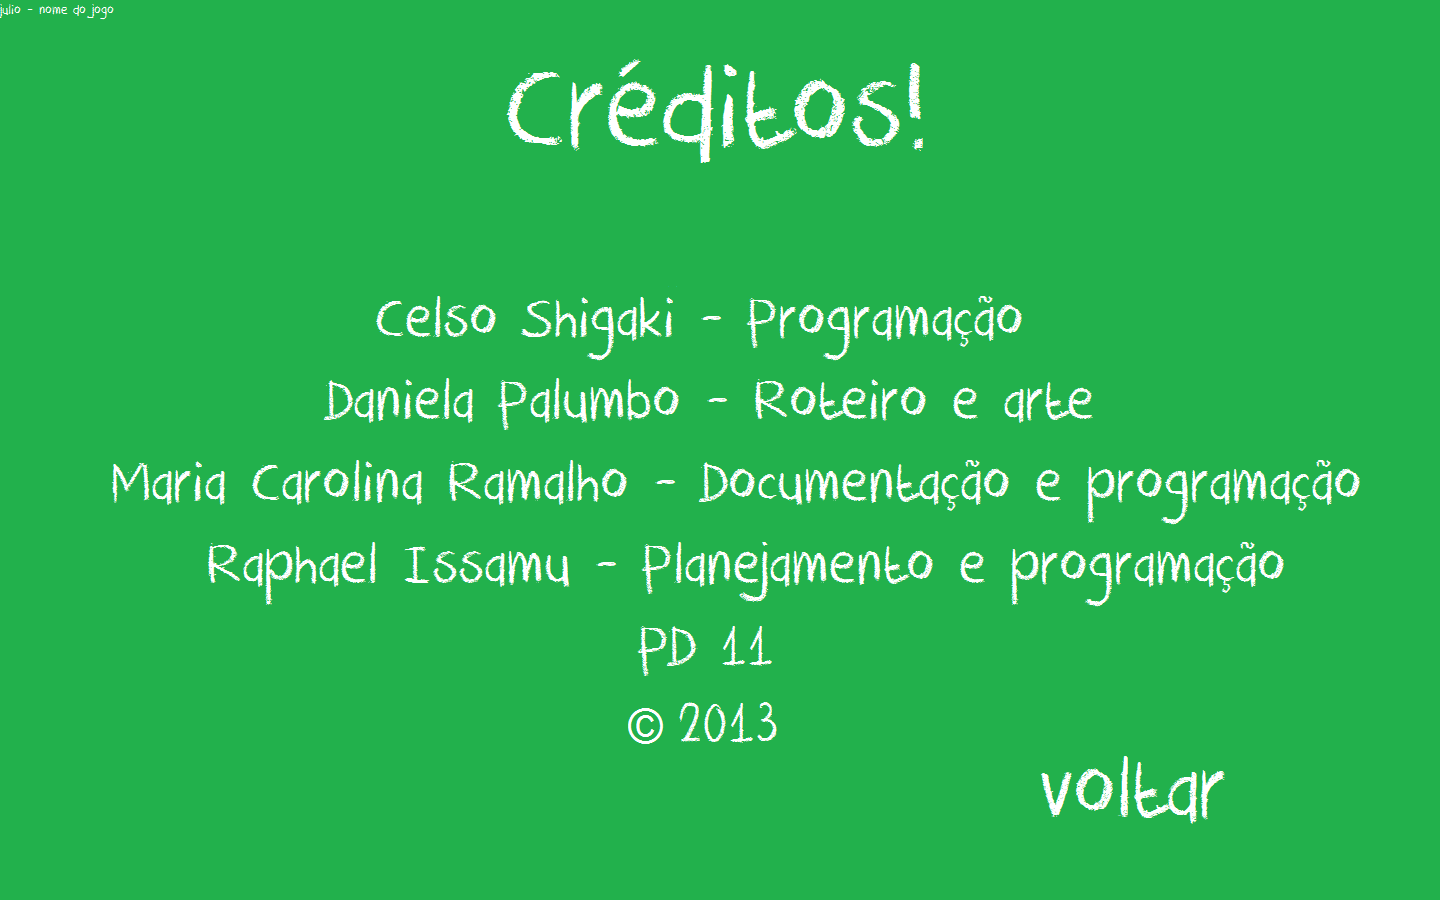 julio - nome do jogo
Créditos!
Celso Shigaki - Programação
Daniela Palumbo - Roteiro e arte
Maria Carolina Ramalho - Documentação e programação
Raphael Issamu - Planejamento e programação
PD 11
© 2013
voltar